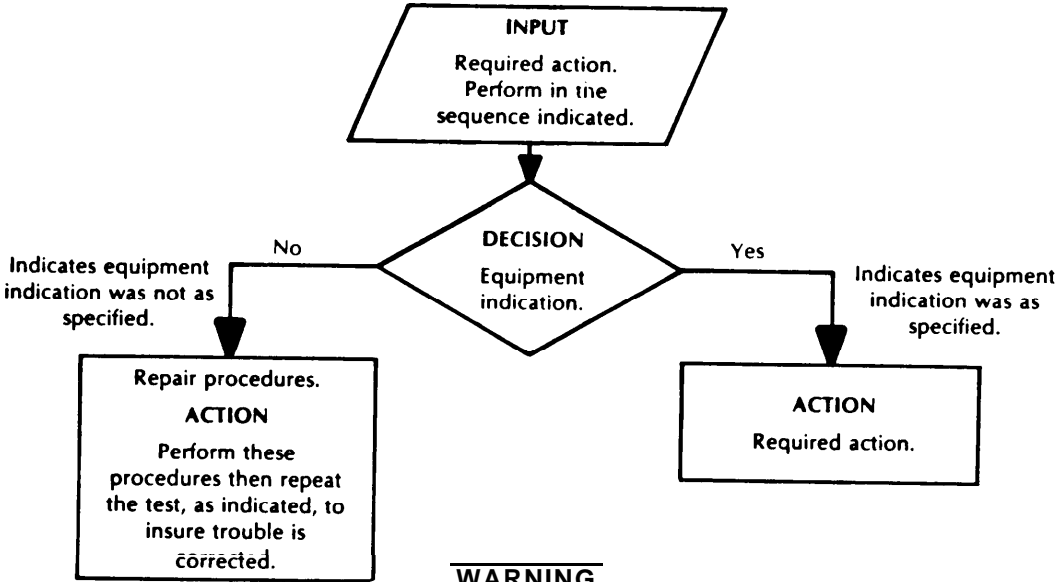 INPUT
Required action.
Perform in the
sequence indicated.
DECISION
Equipment
indication.
No
Yes
Indicates equipment
indication was not as
specified.
Indicates equipment
indication was as
specified.
Repair procedures.
ACTION
Perform these
procedures then repeat
the test, as indicated, to
insure trouble is
corrected.
ACTION
Required action.
WARNING